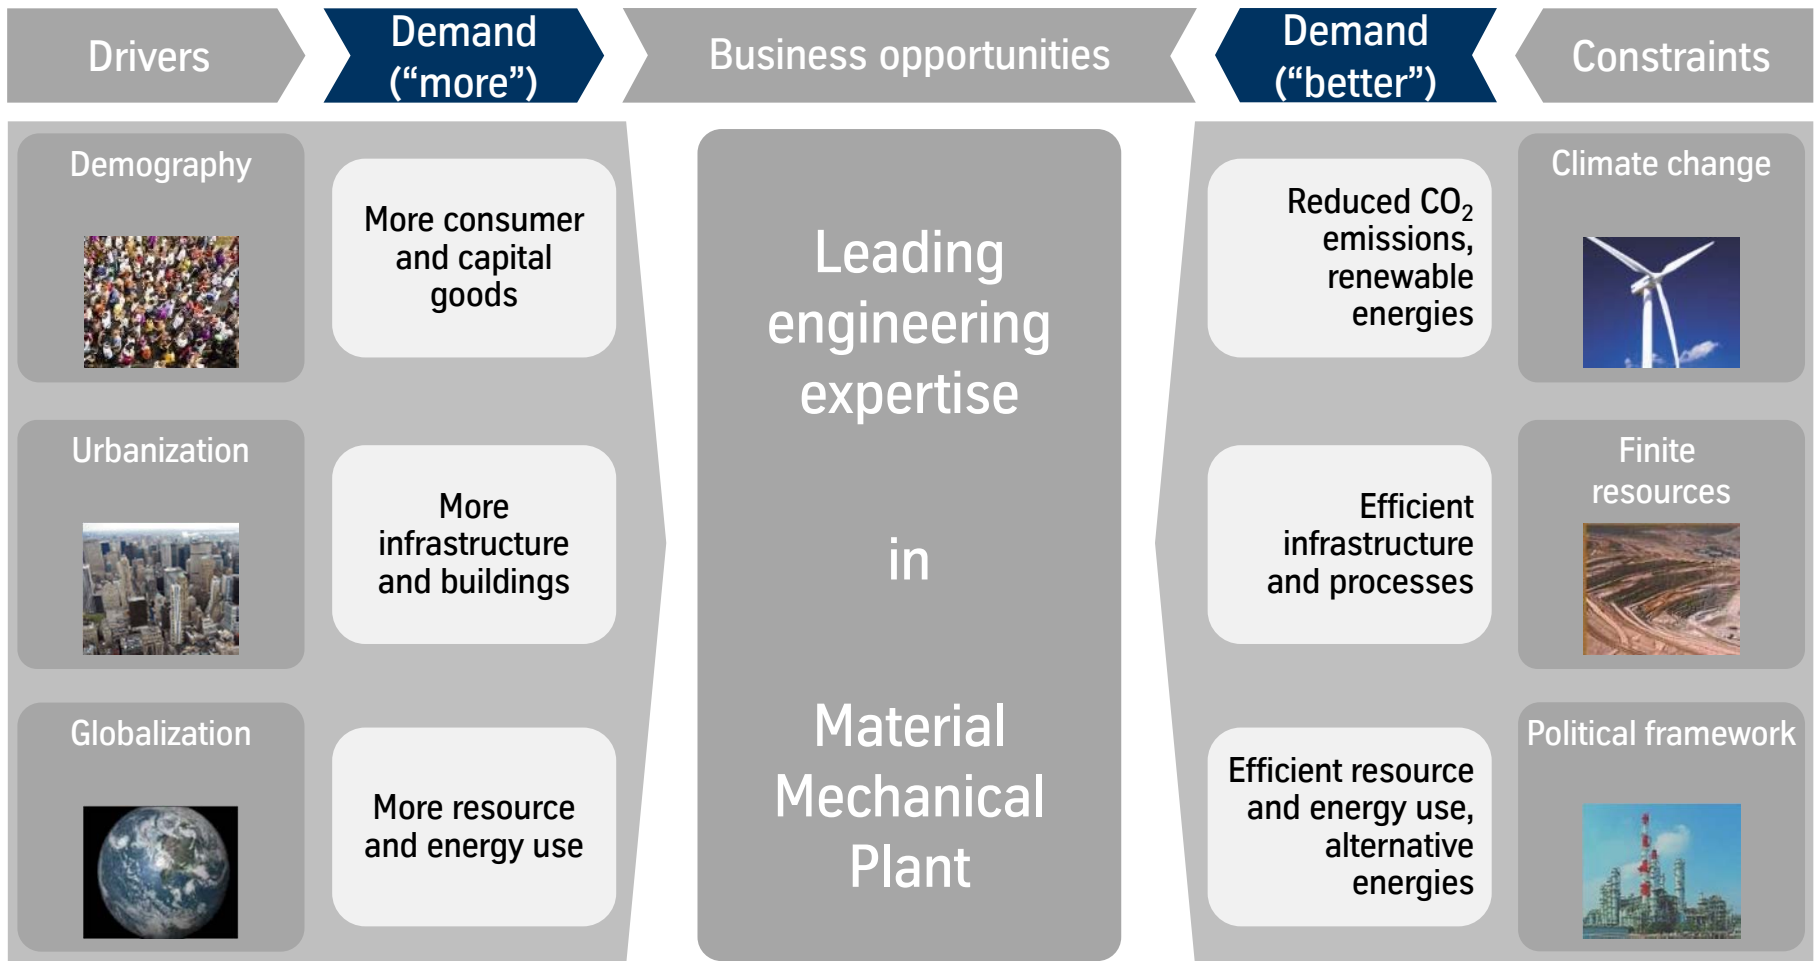 Drivers
Demand
(“more”)
Business opportunities
Demand
(“better”)
Constraints
Demography
More consumer
and capital
goods
Urbanization
More
infrastructure
and buildings
Globalization
More resource
and energy use
Leading
engineering
expertise
in
Material
Mechanical
Plant
Reduced CO₂
emissions,
renewable
energies
Climate change
Efficient
infrastructure
and processes
Finite
resources
Efficient resource
and energy use,
alternative
energies
Political framework